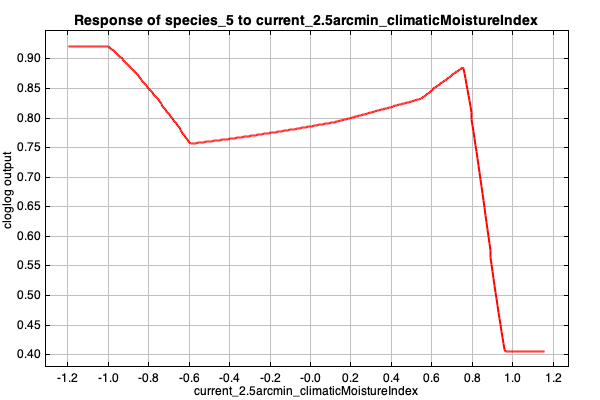 Response of species_5 to current_2.5arcmin_climaticMoistureIndex
cloglog output
0.90
0.85
0.80
0.75
0.70
0.65
0.60
0.55
0.50
0.45
0.40
-1.2 -1.0 -0.8 -0.6 -0.4 -0.2 -0.0 0.2 0.4 0.6 0.8 1.0 1.2
current_2.5arcmin_climaticMoistureIndex